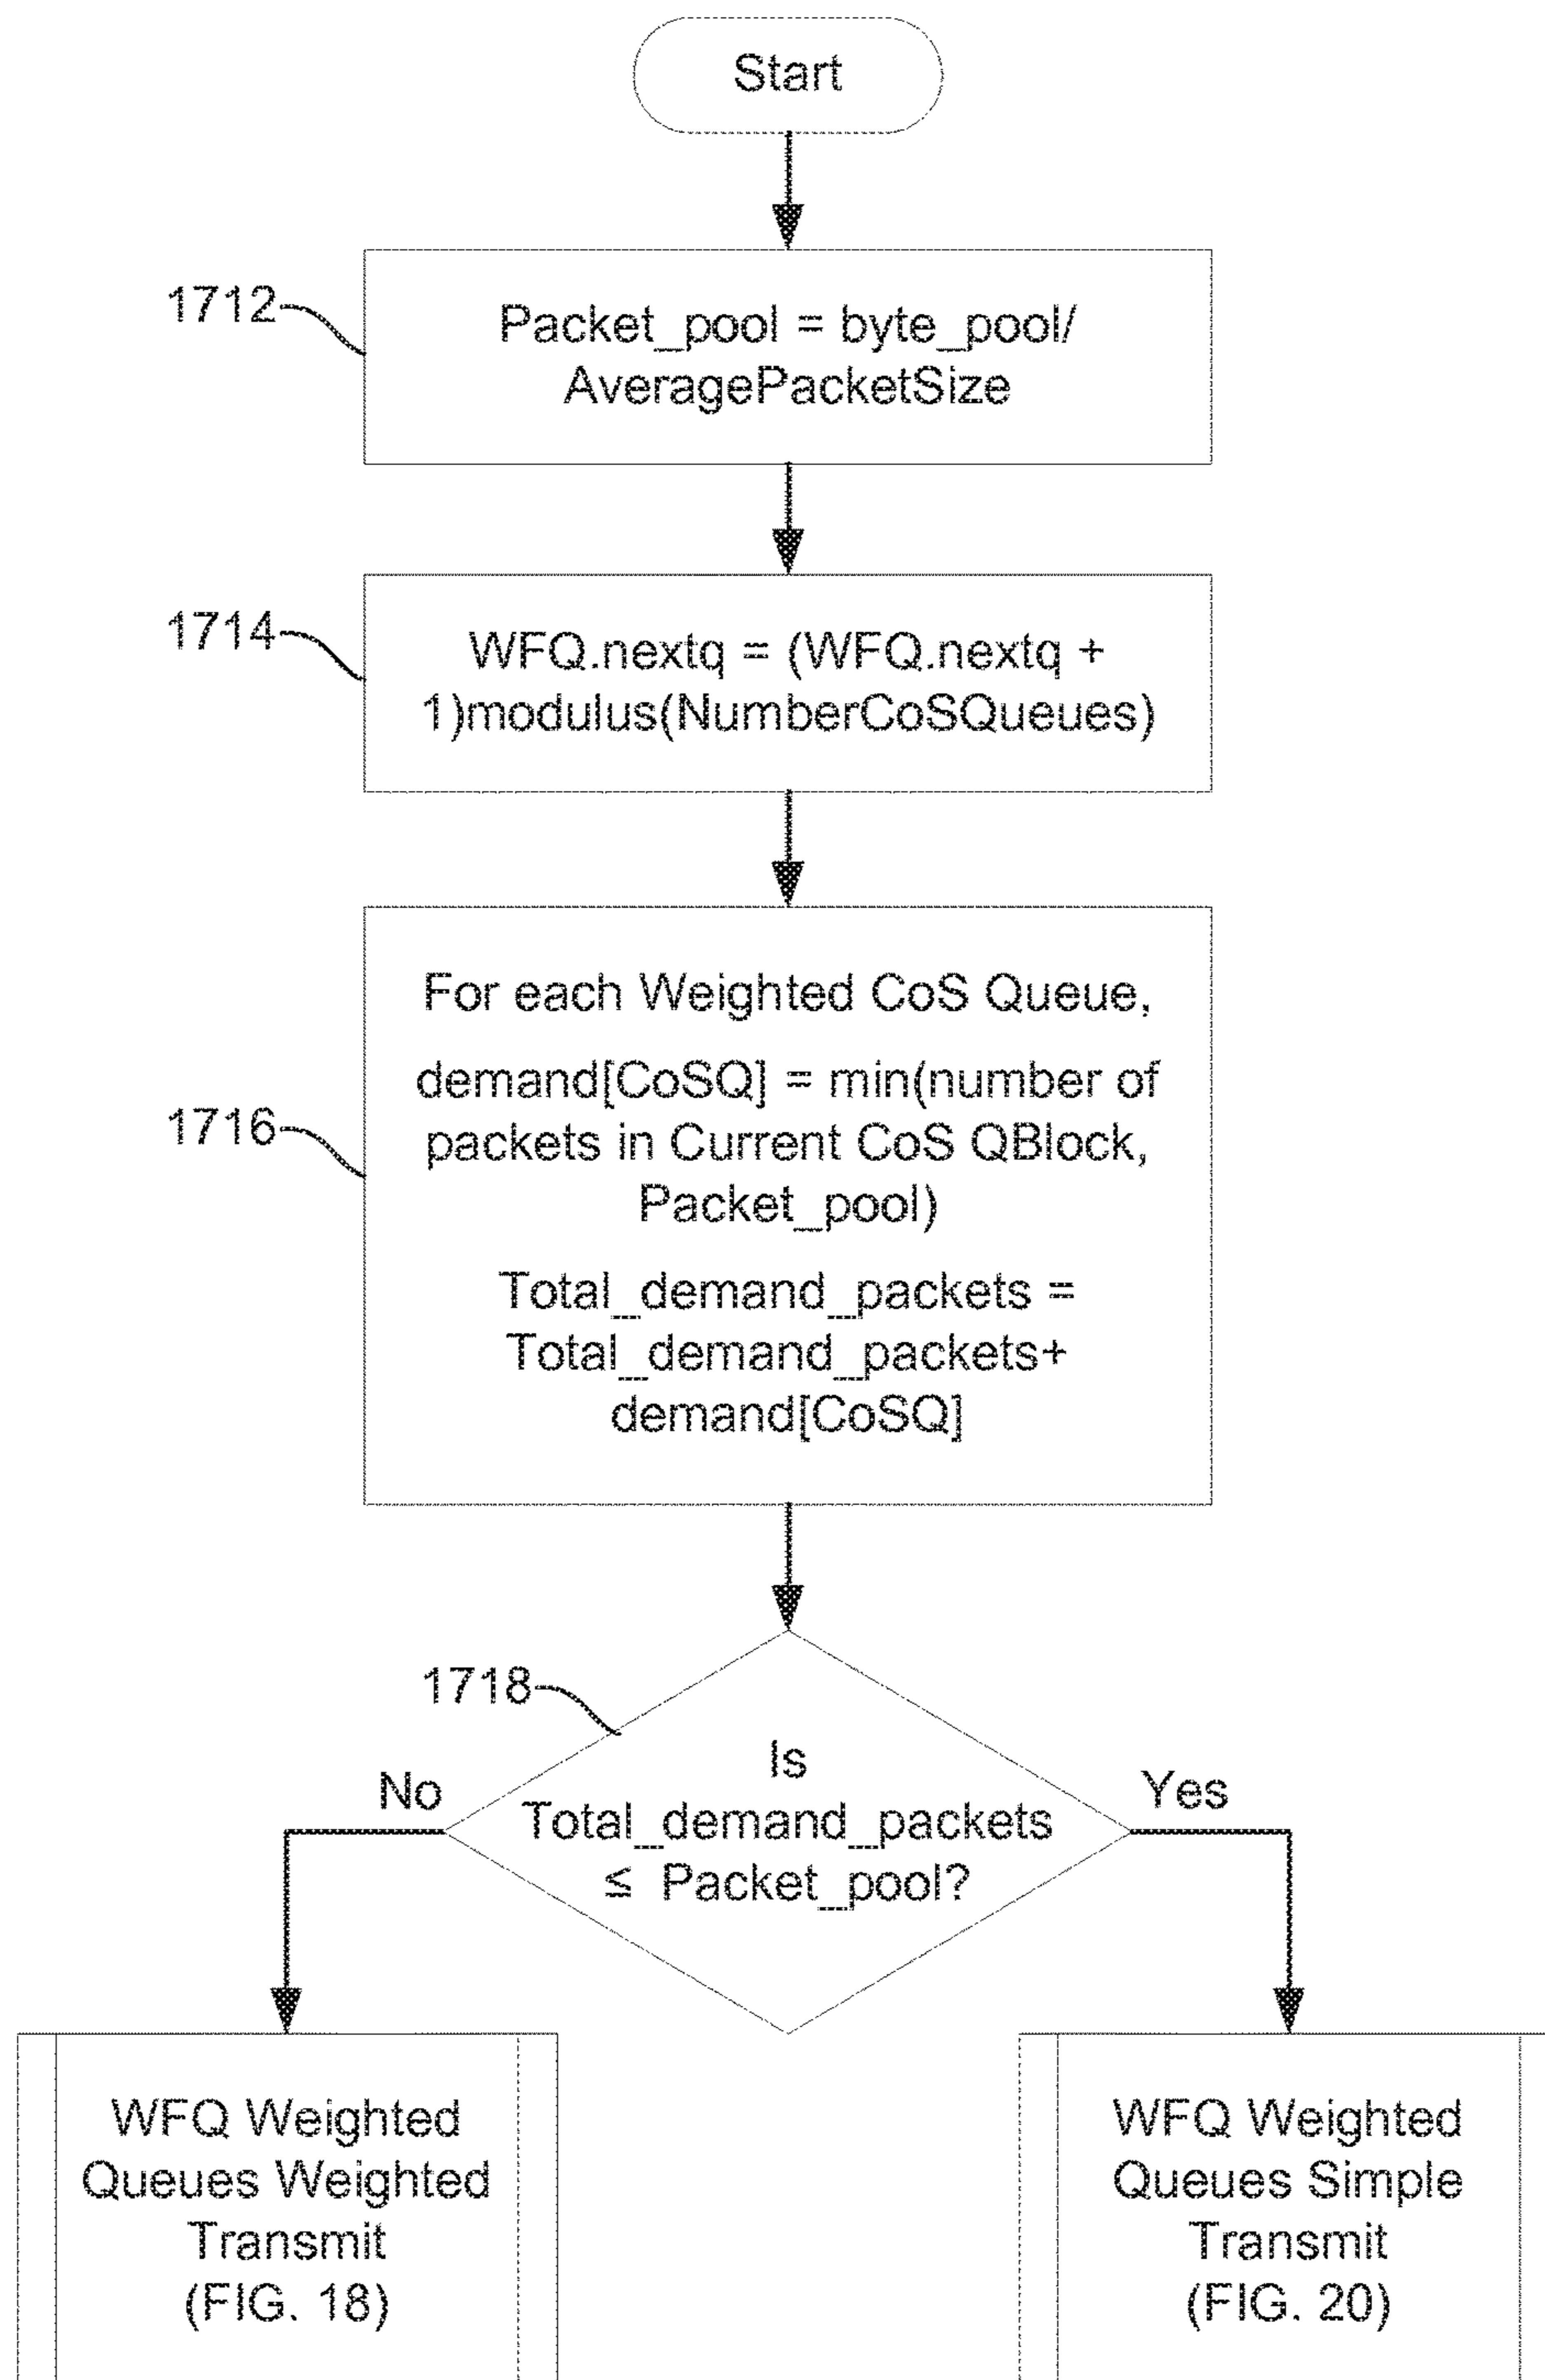 Start
1712
Packet_pool = byte_pool/
AveragePacketSize
1714
WFQ.nextq = (WFQ.nextq +
1)modulus(NumberCoSQueues)
For each Weighted CoS Queue,
demand[CoSQ] = min(number of
1716
packets in Current CoS QBlock,
Packet_pool)
Total_demand_packets =
Total_demand_packets+
demand[CoSQ]
1718
Is
No
Yes
Total_demand_packets
≤ Packet_pool?
WFQ Weighted
Queues Weighted
Transmit
(FIG. 18)
WFQ Weighted
Queues Simple
Transmit
(FIG. 20)